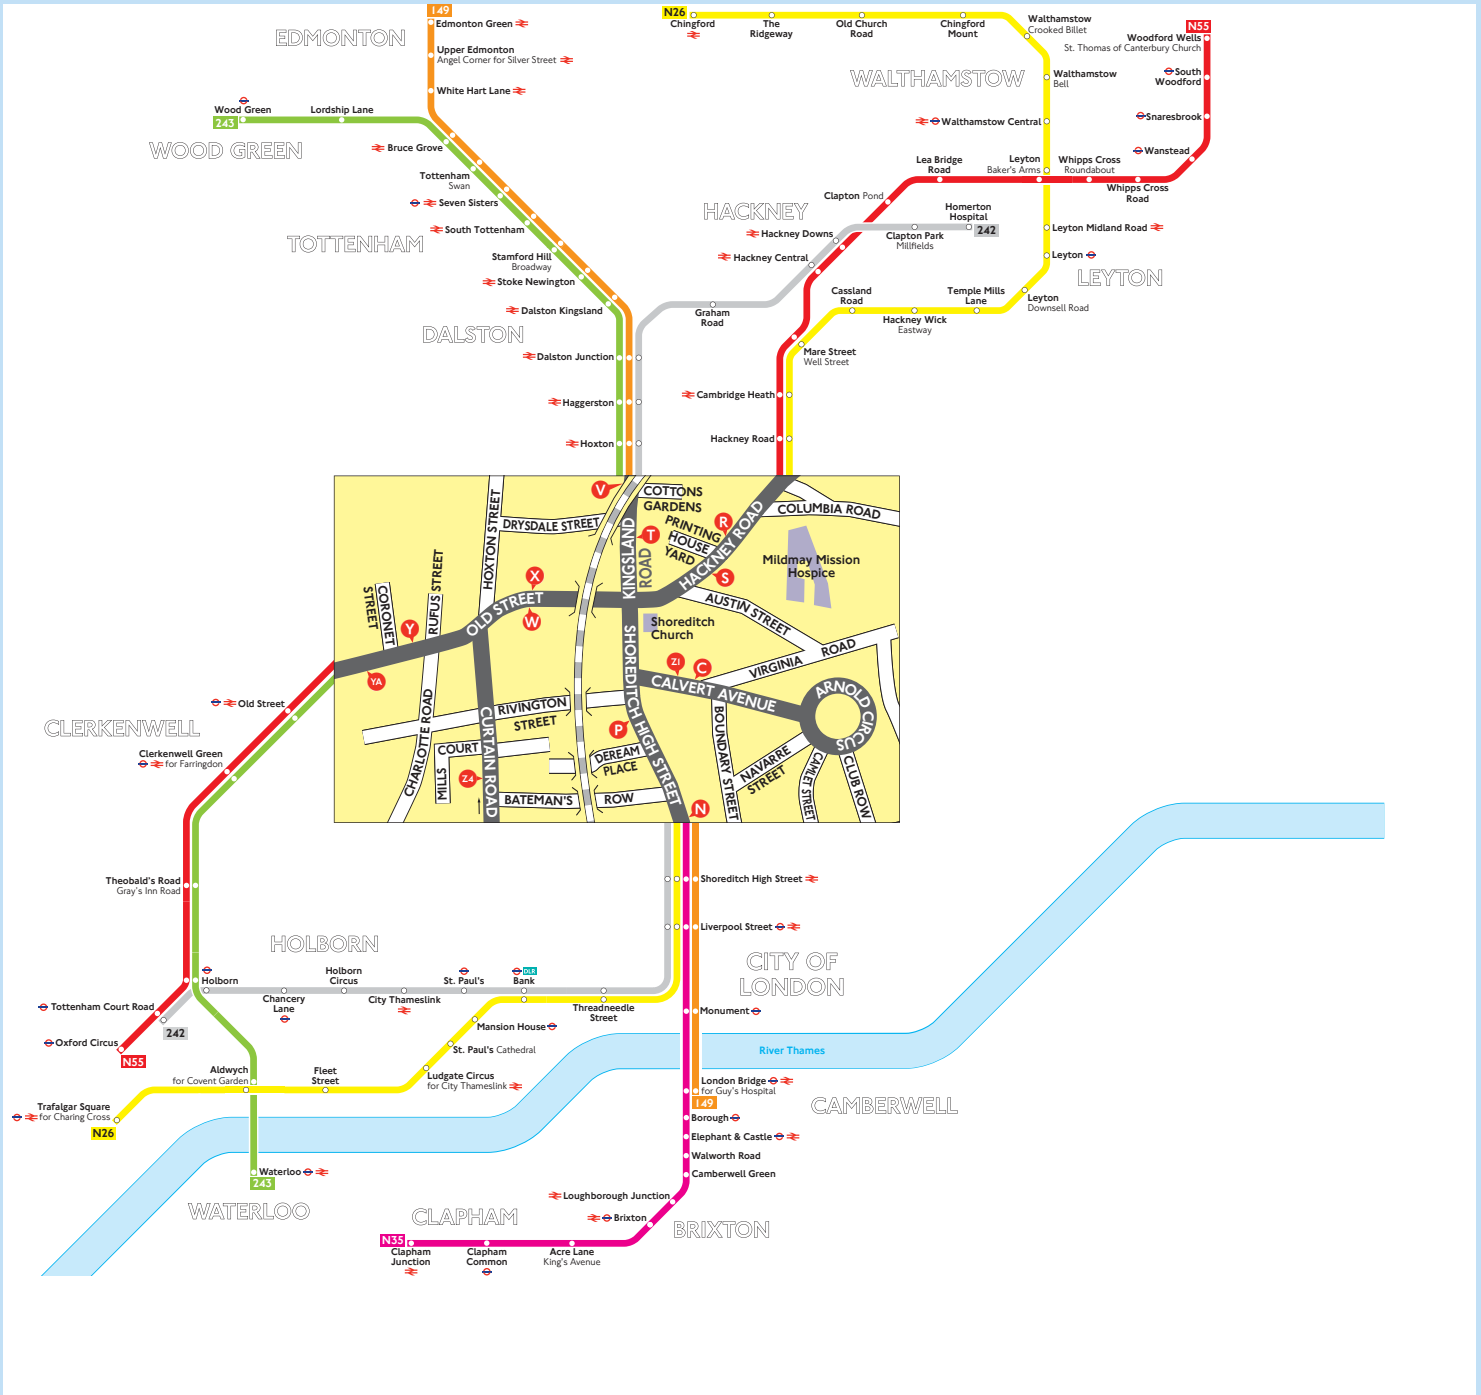 149
Edmonton Green
EDMONTON
Upper Edmonton
Angel Corner for Silver Street
White Hart Lane
Wood Green
243
Lordship Lane
WOOD GREEN
Bruce Grove
Tottenham
Swan
Seven Sisters
South Tottenham
TOTTENHAM
Stamford Hill
Broadway
Stoke Newington
Dalston Kingsland
DALSTON
Dalston Junction
Haggerston
Hoxton
N26
Chingford
The
Ridgeway
Old Church
Road
Chingford
Mount
Walthamstow
Crooked Billet
WALTHAMSTOW
Walthamstow
Bell
Walthamstow Central
N55
Woodford Wells
St. Thomas of Canterbury Church
South
Woodford
Snaresbrook
Wanstead
Lea Bridge
Road
Leyton
Baker's Arms
Whipps Cross
Roundabout
Whipps Cross
Road
Clapton Pond
HACKNEY
Homerton
Hospital
242
Hackney Downs
Clapton Park
Millfields
Hackney Central
Leyton Midland Road
Leyton
LEYTON
Graham
Road
Cassland
Road
Hackney Wick
Eastway
Temple Mills
Lane
Leyton
Downsell Road
Mare Street
Well Street
Cambridge Heath
Hackney Road
V
COTTONS
GARDENS
HOXTON STREET
DRYSDALE STREET
KINGSLAND
ROAD
T
PRINTING
HOUSE
YARD
R
HACKNEY ROAD
S
COLUMBIA ROAD
Mildmay Mission
Hospice
CORONET
STREET
RUFUS STREET
X
OLD STREET
W
Y
YA
AUSTIN STREET
Shoreditch
Church
VIRGINIA
ROAD
SHOREDITCH HIGH STREET
Z1
C
CALVERT AVENUE
ARNOLD CIRCUS
CHARLOTTE ROAD
RIVINGTON
STREET
CURTAIN ROAD
P
MILLS
COURT
DEREAM
PLACE
Z4
BATEMAN'S
ROW
N
BOUNDARY STREET
NAVARRE
STREET
CAMLET STREET
CLUB ROW
Old Street
CLERKENWELL
Clerkenwell Green
for Farringdon
Theobald's Road
Gray's Inn Road
Shoreditch High Street
Liverpool Street
CITY OF
LONDON
HOLBORN
Holborn
Chancery
Lane
Holborn
Circus
City Thameslink
St. Paul's
DLR
Bank
Threadneedle
Street
Tottenham Court Road
242
Oxford Circus
N55
Mansion House
St. Paul's Cathedral
Monument
River Thames
Aldwych
for Covent Garden
Fleet
Street
Ludgate Circus
for City Thameslink
Trafalgar Square
for Charing Cross
N26
London Bridge
for Guy's Hospital
149
CAMBERWELL
Borough
Elephant & Castle
Walworth Road
Camberwell Green
Waterloo
243
WATERLOO
Loughborough Junction
Brixton
BRIXTON
CLAPHAM
N35
Clapham
Junction
Clapham
Common
Acre Lane
King's Avenue